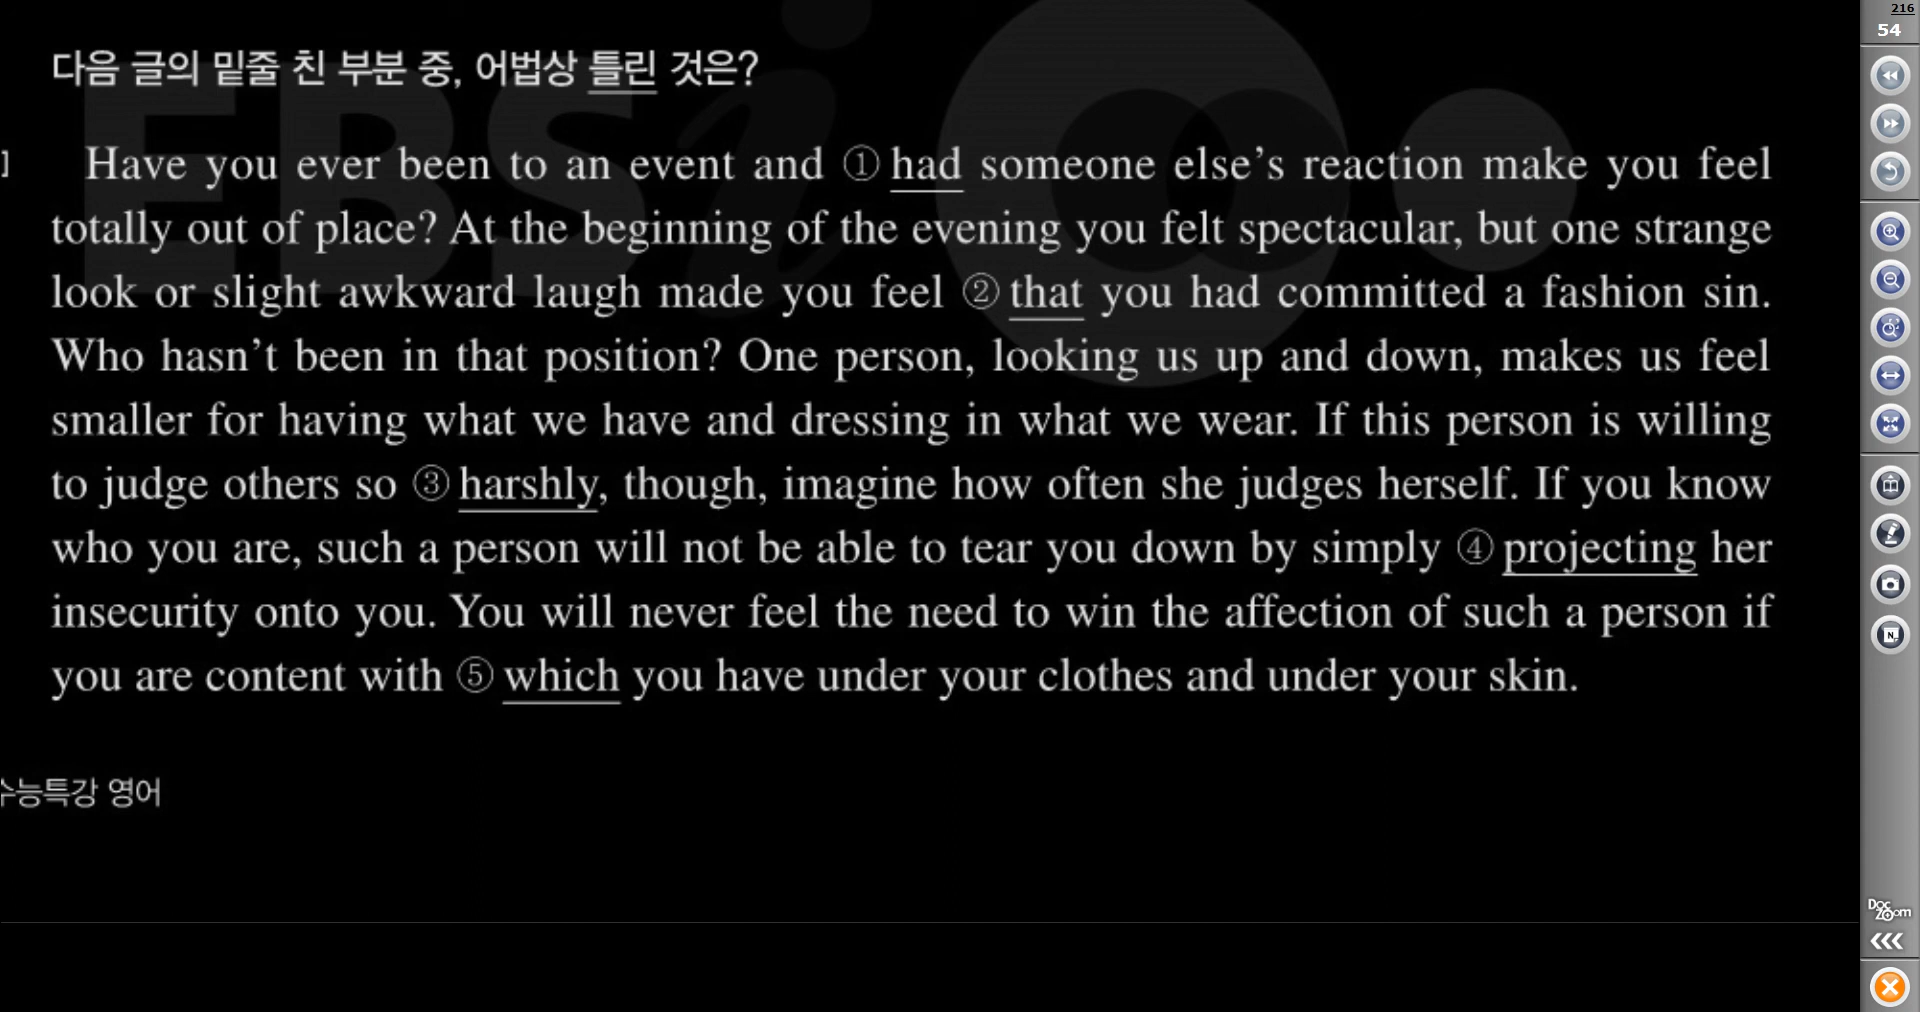 216
54
다음 글의 밑줄 친 부분 중, 어법상 틀린 것은?
] Have you ever been to an event and ① had someone else's reaction make you feel
totally out of place? At the beginning of the evening you felt spectacular, but one strange
look or slight awkward laugh made you feel ② that you had committed a fashion sin.
Who hasn't been in that position? One person, looking us up and down, makes us feel
smaller for having what we have and dressing in what we wear. If this person is willing
to judge others so ③ harshly, though, imagine how often she judges herself. If you know
who you are, such a person will not be able to tear you down by simply ④ projecting her
insecurity onto you. You will never feel the need to win the affection of such a person if
you are content with ⑤ which you have under your clothes and under your skin.
수능특강 영어
EBSi
Doc
Zoom